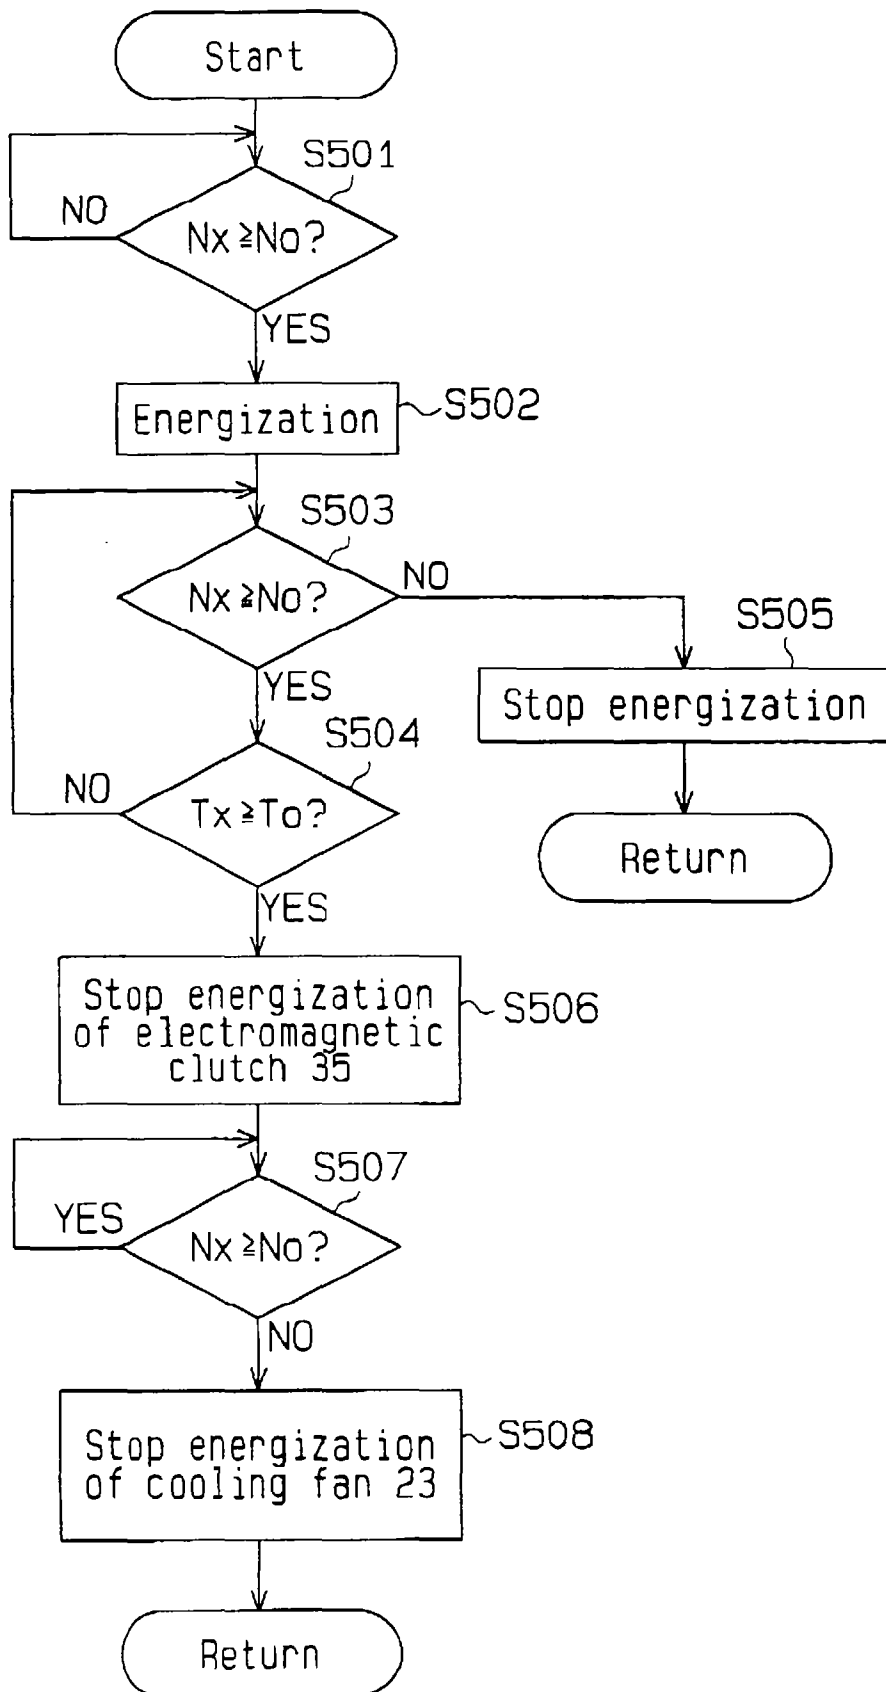 Start
S501
NO
Nx≧No?
YES
Energization
S502
S503
Nx≧No?
NO
YES
S505
Stop energization
S504
NO
Tx≧To?
Return
YES
Stop energization
of electromagnetic
clutch 35
S506
S507
YES
Nx≧No?
NO
Stop energization
of cooling fan 23
S508
Return